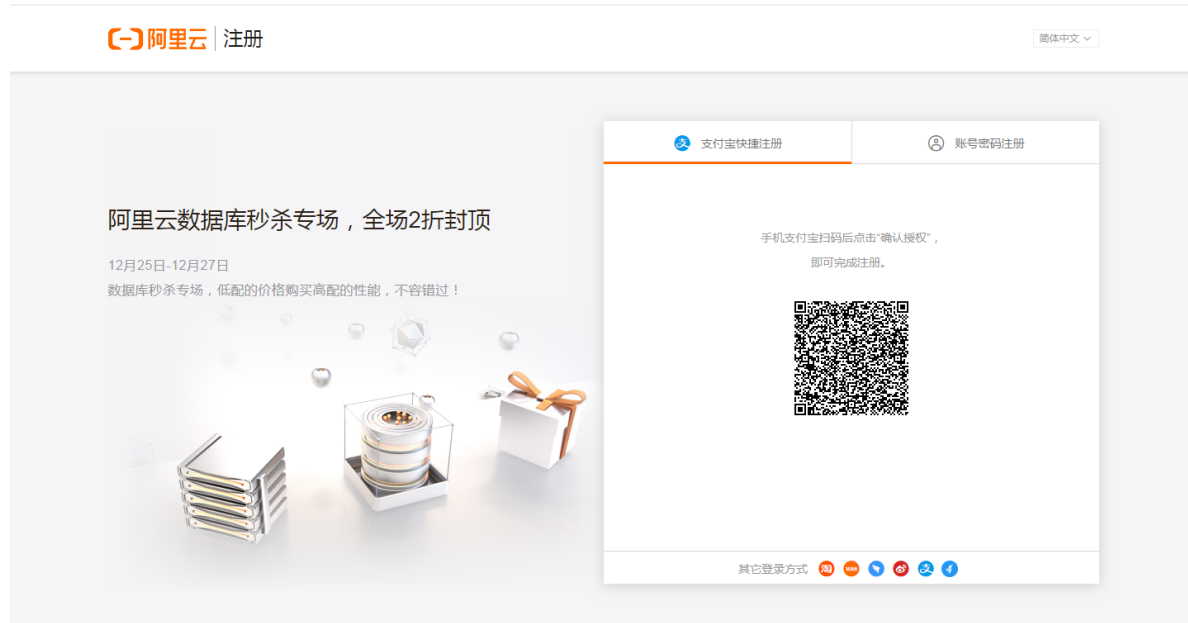 阿里云 注册
简体中文
支付宝快捷注册
账号密码注册
阿里云数据库秒杀专场，全场2折封顶
12月25日-12月27日
数据库秒杀专场，低配的价格购买高配的性能，不容错过！
手机支付宝扫码后点击“确认授权”，
即可完成注册。
其它登录方式